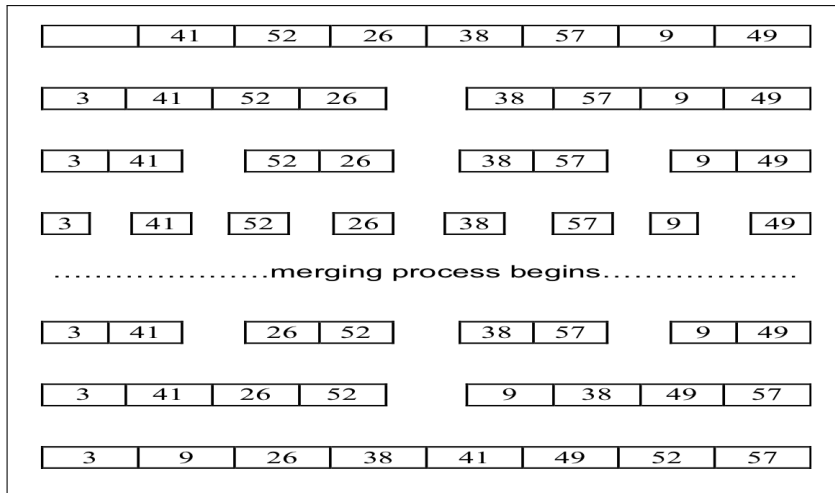 41 52 26 38 57 9 49
3 41 52 26 38 57 9 49
3 41 52 26 38 57 9 49
3 41 52 26 38 57 9 49
.....................merging process begins....................
3 41 26 52 38 57 9 49
3 41 26 52 9 38 49 57
3 9 26 38 41 49 52 57